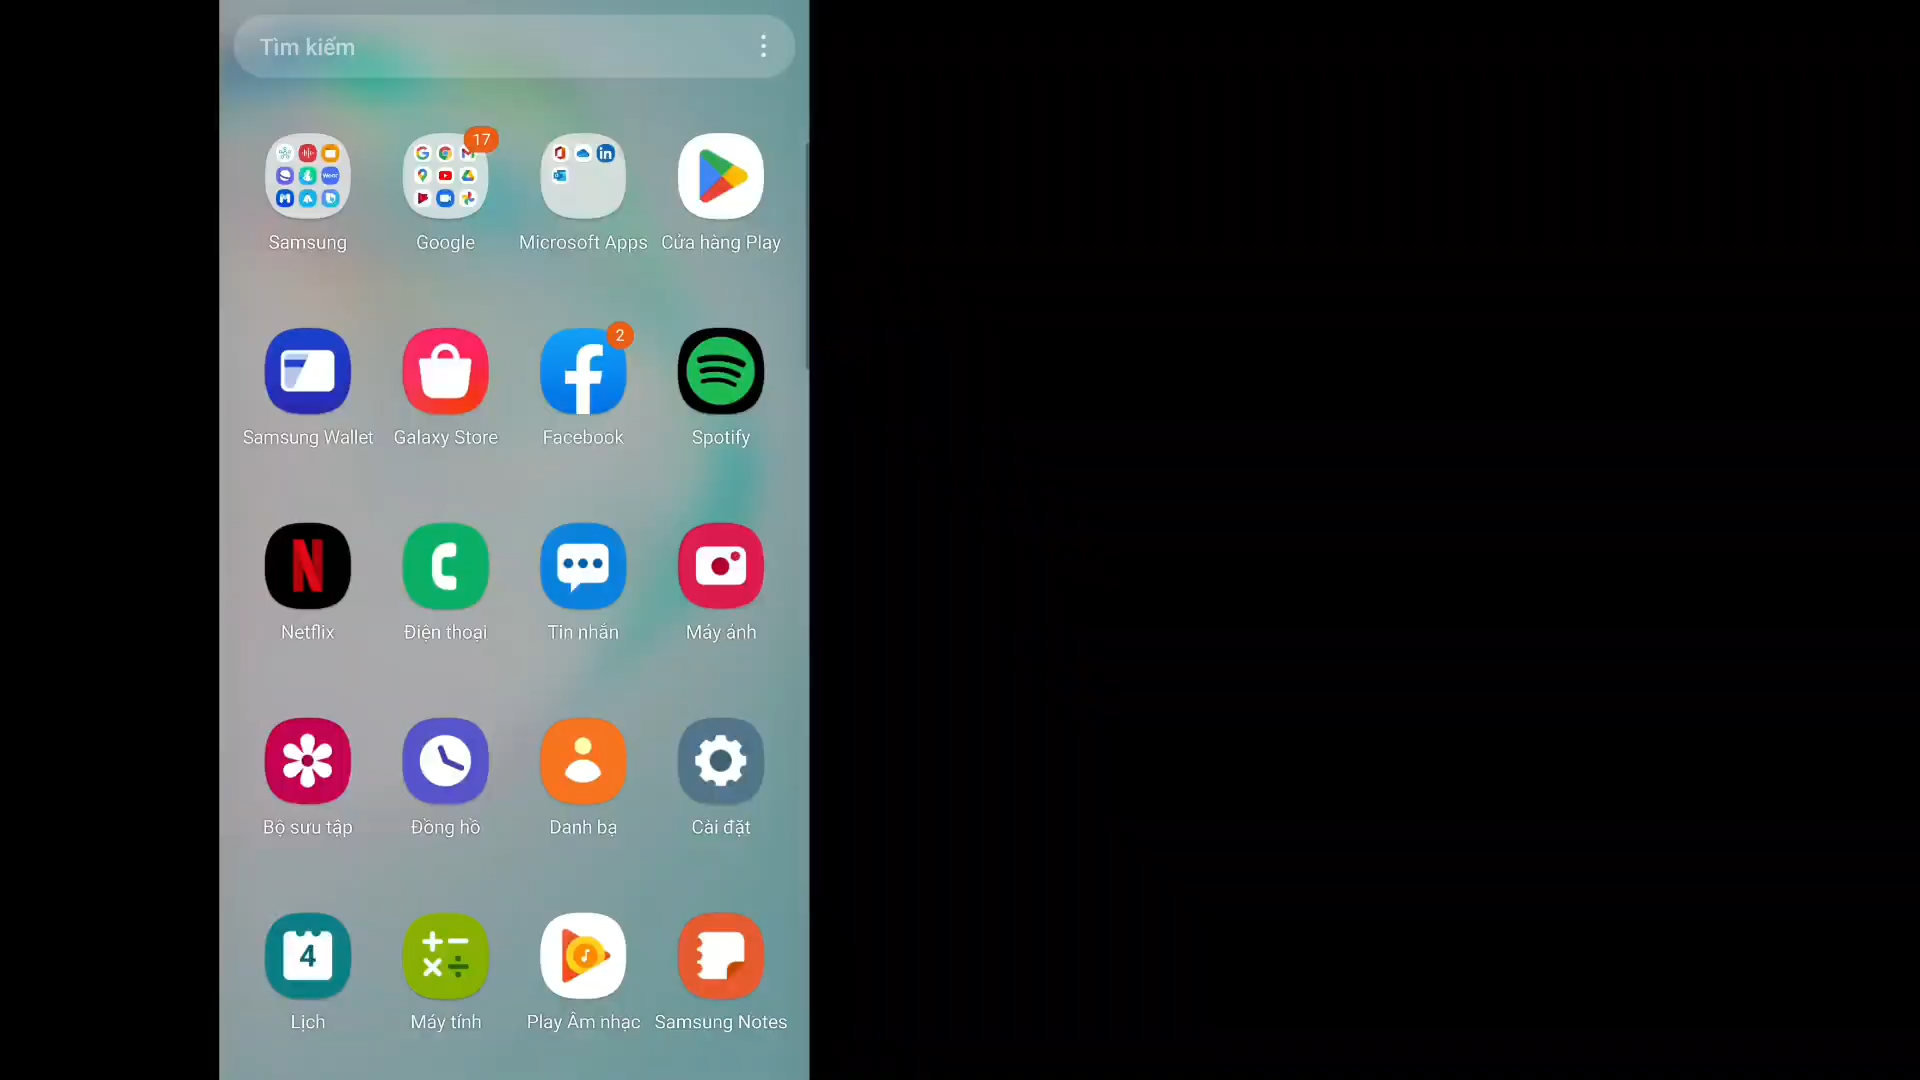 Tìm kiếm
17
Samsung
Google
Microsoft Apps
Cửa hàng Play
2
Samsung Wallet
Galaxy Store
Facebook
Spotify
Netflix
Điện thoại
Tin nhắn
Máy ảnh
Bộ sưu tập
Đồng hồ
Danh bạ
Cài đặt
4
Lịch
Máy tính
Play Âm nhạc
Samsung Notes